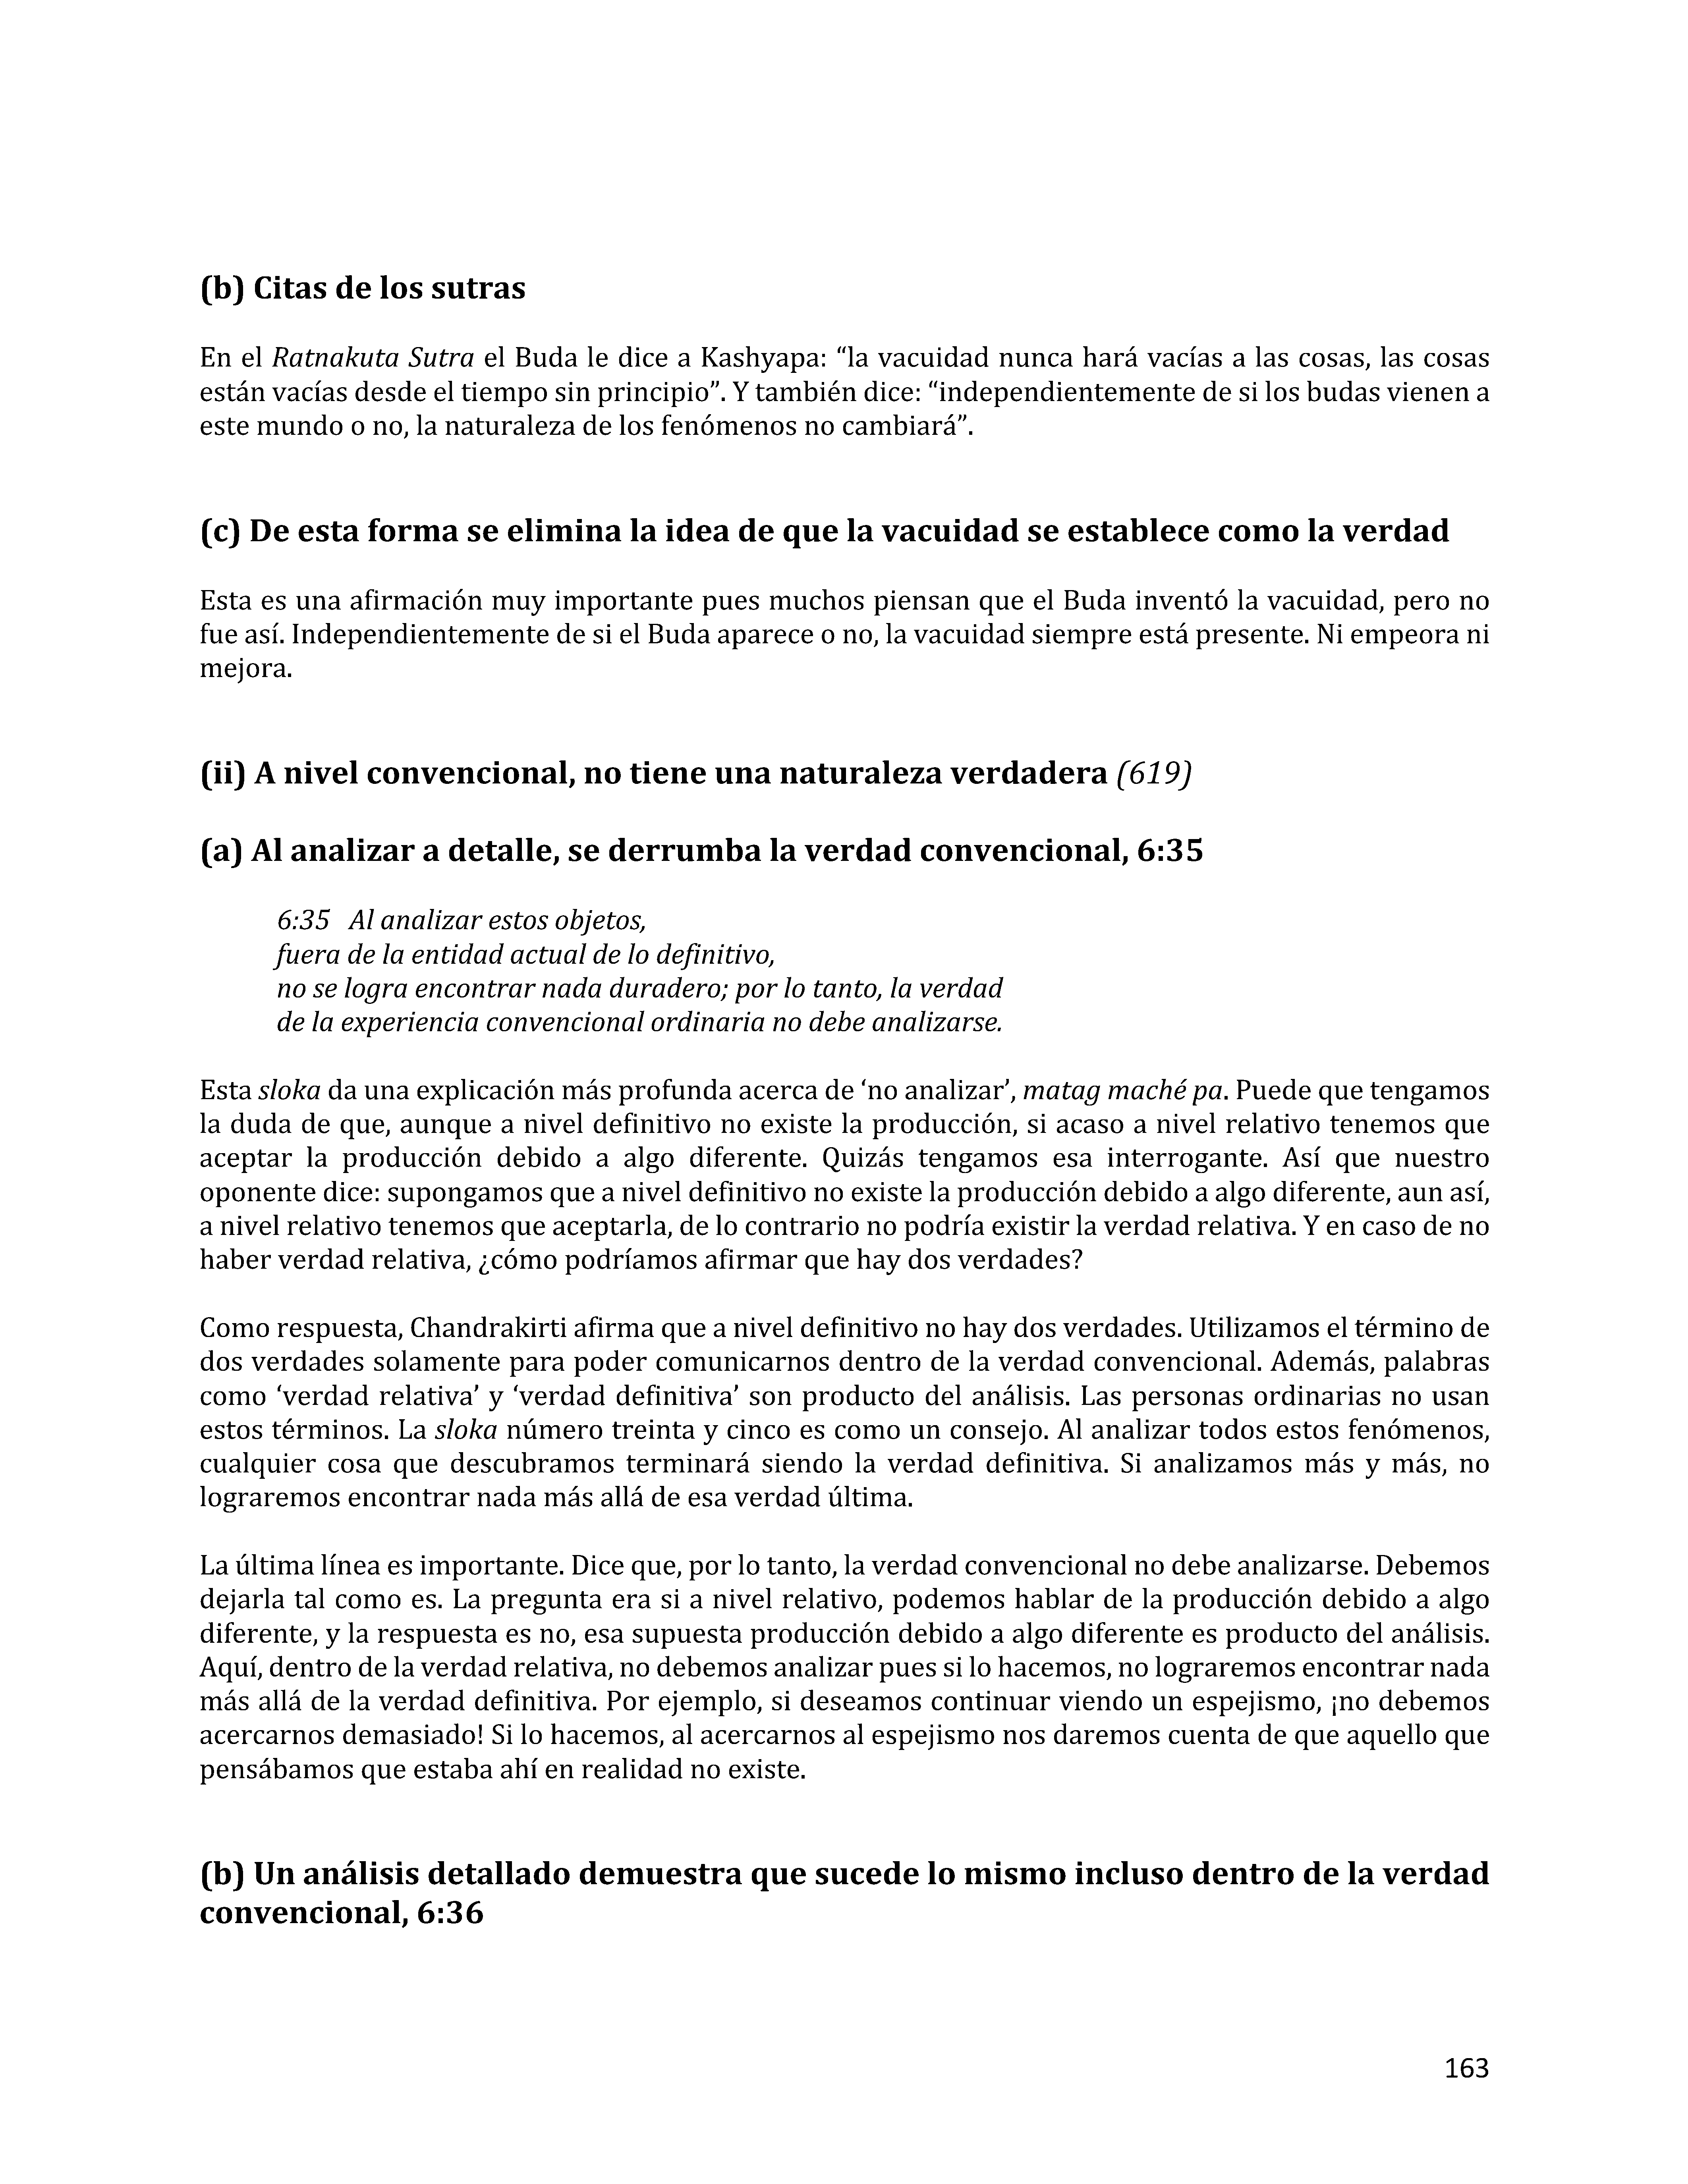 (b) Citas de los sutras
En el Ratnakuta Sutra el Buda le dice a Kashyapa: “la vacuidad nunca hará vacías a las cosas, las cosas
están vacías desde el tiempo sin principio”. Y también dice: “independientemente de si los budas vienen a
este mundo o no, la naturaleza de los fenómenos no cambiará”.
(c) De esta forma se elimina la idea de que la vacuidad se establece como la verdad
Esta es una afirmación muy importante pues muchos piensan que el Buda inventó la vacuidad, pero no
fue así. Independientemente de si el Buda aparece o no, la vacuidad siempre está presente. Ni empeora ni
mejora.
(ii) A nivel convencional, no tiene una naturaleza verdadera (619)
(a) Al analizar a detalle, se derrumba la verdad convencional, 6:35
6:35 Al analizar estos objetos,
fuera de la entidad actual de lo definitivo,
no se logra encontrar nada duradero; por lo tanto, la verdad
de la experiencia convencional ordinaria no debe analizarse.
Esta sloka da una explicación más profunda acerca de ‘no analizar’, matag maché pa. Puede que tengamos
la duda de que, aunque a nivel definitivo no existe la producción, si acaso a nivel relativo tenemos que
aceptar la producción debido a algo diferente. Quizás tengamos esa interrogante. Así que nuestro
oponente dice: supongamos que a nivel definitivo no existe la producción debido a algo diferente, aun así,
a nivel relativo tenemos que aceptarla, de lo contrario no podría existir la verdad relativa. Y en caso de no
haber verdad relativa, ¿cómo podríamos afirmar que hay dos verdades?
Como respuesta, Chandrakirti afirma que a nivel definitivo no hay dos verdades. Utilizamos el término de
dos verdades solamente para poder comunicarnos dentro de la verdad convencional. Además, palabras
como ‘verdad relativa’ y ‘verdad definitiva’ son producto del análisis. Las personas ordinarias no usan
estos términos. La sloka número treinta y cinco es como un consejo. Al analizar todos estos fenómenos,
cualquier cosa que descubramos terminará siendo la verdad definitiva. Si analizamos más y más, no
lograremos encontrar nada más allá de esa verdad última.
La última línea es importante. Dice que, por lo tanto, la verdad convencional no debe analizarse. Debemos
dejarla tal como es. La pregunta era si a nivel relativo, podemos hablar de la producción debido a algo
diferente, y la respuesta es no, esa supuesta producción debido a algo diferente es producto del análisis.
Aquí, dentro de la verdad relativa, no debemos analizar pues si lo hacemos, no lograremos encontrar nada
más allá de la verdad definitiva. Por ejemplo, si deseamos continuar viendo un espejismo, ¡no debemos
acercarnos demasiado! Si lo hacemos, al acercarnos al espejismo nos daremos cuenta de que aquello que
pensábamos que estaba ahí en realidad no existe.
(b) Un análisis detallado demuestra que sucede lo mismo incluso dentro de la verdad
convencional, 6:36
163